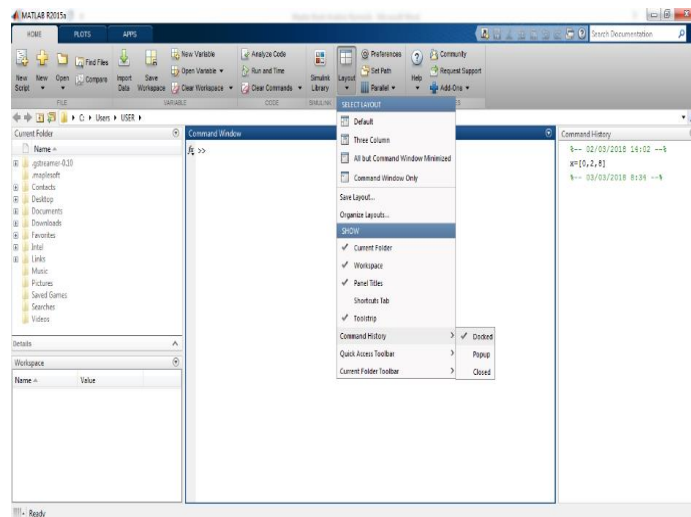 MATLAB R2015a
HOME PLOTS APPS
Search Documentation
New Script
New
Open
Find Files
Compare
Import Data
Save Workspace
New Variable
Open Variable
Clear Workspace
Analyze Code
Run and Time
Clear Commands
Simulink Library
Layout
Preferences
Set Path
Parallel
Help
Community
Request Support
Add-Ons
FILE VARIABLE CODE SIMULINK
C: Users USER
Current Folder
Name
.gstreamer-0.10
.maplesoft
Contacts
Desktop
Documents
Downloads
Favorites
Intel
Links
Music
Pictures
Saved Games
Searches
Videos
Details
Workspace
Name Value
Command Window
fx >>
SELECT LAYOUT
Default
Three Column
All but Command Window Minimized
Command Window Only
Save Layout...
Organize Layouts...
SHOW
Current Folder
Workspace
Panel Titles
Shortcuts Tab
Toolstrip
Command History
Quick Access Toolbar
Current Folder Toolbar
Docked
Popup
Closed
Command History
%-- 02/03/2018 14:02 --%
x=[0,2,8]
%-- 03/03/2018 8:34 --%
Ready